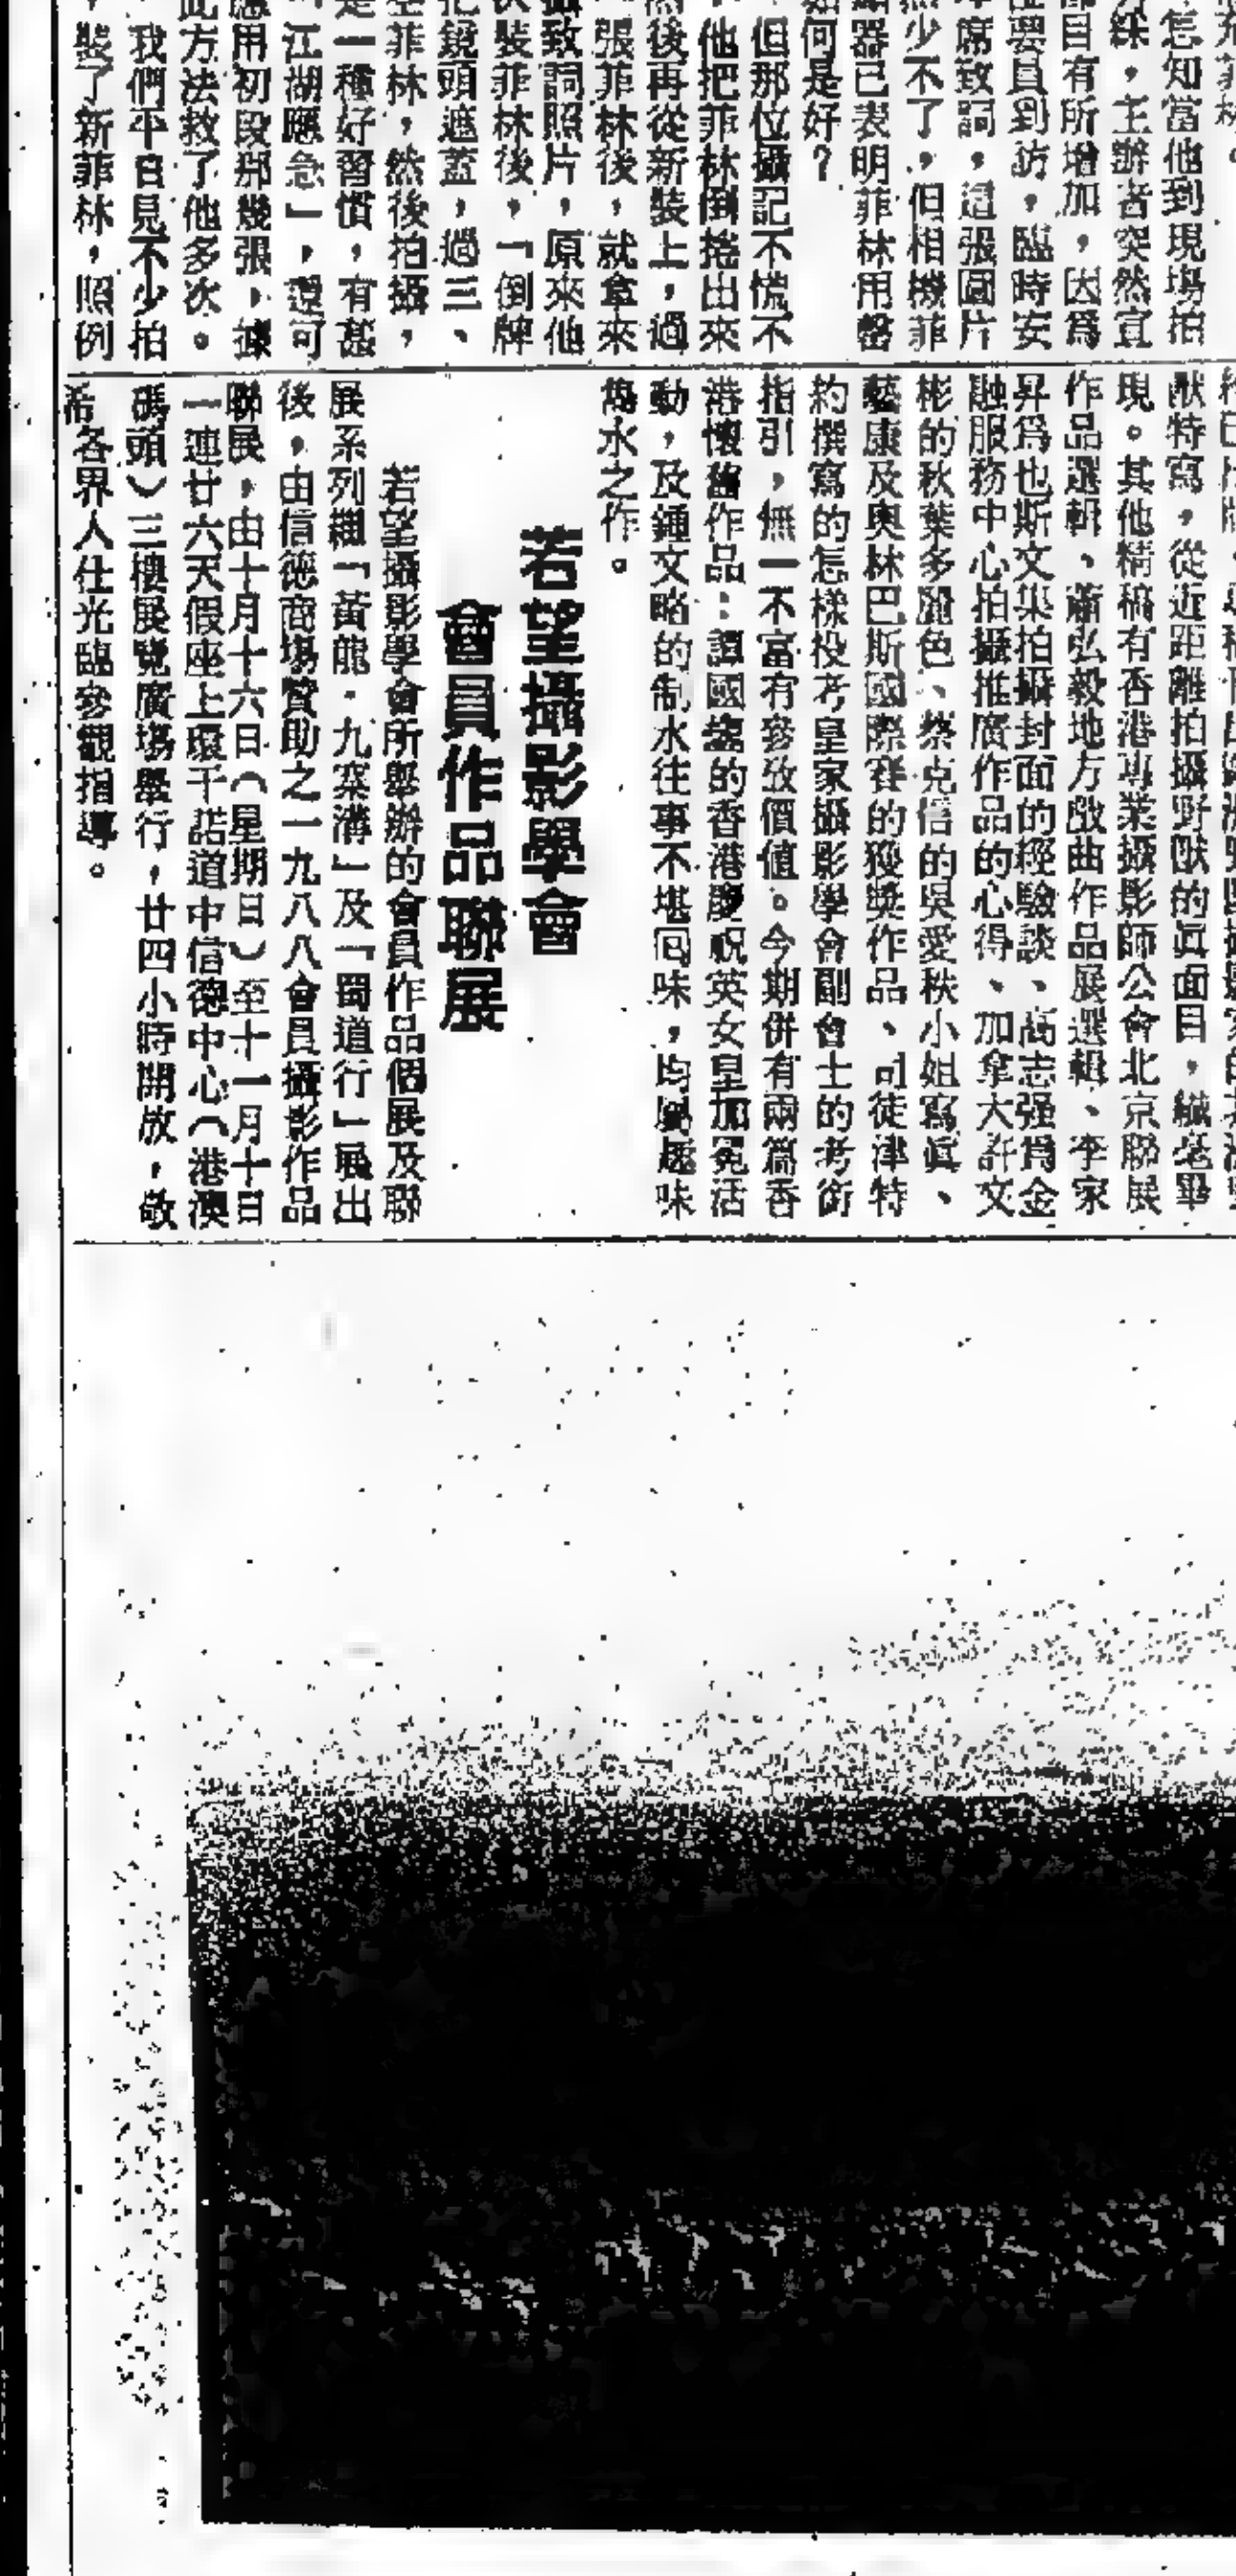 怎知當他到現場拍
，主辦者突然宣
目有所增加，因爲
要員到訪，臨時安
席致詞，這張圖片
少不了，但相機菲
器已表明菲林用罄
如何是好？
但那位攝記不慌不
他把菲林倒捲出來
然後再從新裝上，過
張菲林後，就拿來
攝致詞照片，原來他
裝菲林後，「倒牌
把鏡頭遮蓋，過三、
菲林，然後拍攝，
是一種好習慣，有甚
江湖應急」，還可
應用初段那幾張，據
此方法救了他多次。
我們平日見不少拍
，裝了新菲林，照例
獸特寫，從近距離拍攝野獸的眞面目，纖毫畢
現。其他精稿有香港專業攝影師公會北京聯展
作品選輯、蕭弘毅地方戲曲作品展選輯、李家
昇爲也斯文集拍攝封面的經驗談、高志强爲金
融服務中心拍攝推廣作品的心得、加拿大許文
彬的秋葉多麗色、蔡克信的吳愛秩小姐寫眞、
藝康及奥林巴斯國際賽的獲獎作品、司徒津特
約撰寫的怎樣投考皇家攝影學會副會士的考術
指引，無一不富有參攷價值。今期併有兩篇香
港懷舊作品：譚國堯的香港慶祝英女皇加冕活
動，及鍾文略的制水往事不堪囘味，均屬趣味
雋永之作。
若望攝影學會
會員作品聯展
若望攝影學會所舉辦的會員作品個展及聯
展系列繼「黃龍·九寨溝」及「蜀道行」展出
後，由信德商場贊助之一九八八會員攝影作品
聯民，由十月十六日（星期日）至十一月十日
一連廿六天假座上環干諾道中信德中心（港澳
碼頭）三樓展覽廣場舉行，廿四小時開放，敬
希各界人仕光臨參觀指導。